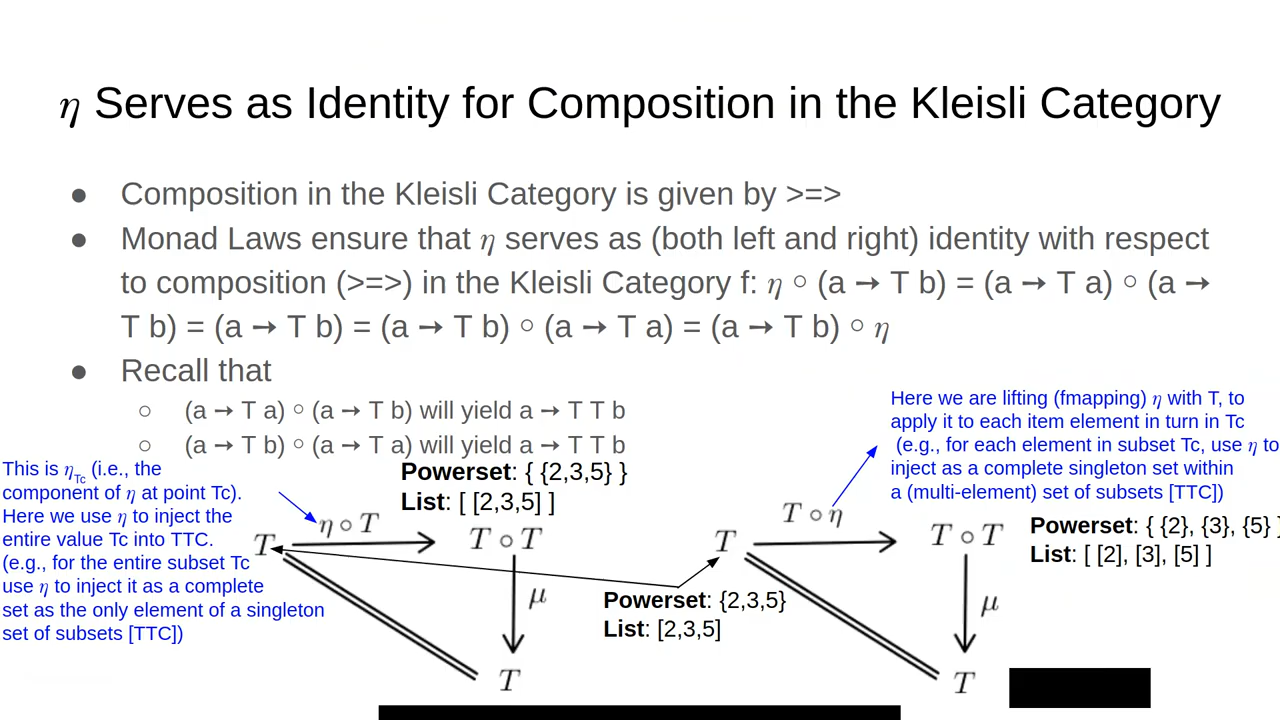 η Serves as Identity for Composition in the Kleisli Category
● Composition in the Kleisli Category is given by >=>
● Monad Laws ensure that η serves as (both left and right) identity with respect
to composition (>=>) in the Kleisli Category f: η ○ (a → T b) = (a → T a) ○ (a →
T b) = (a → T b) = (a → T b) ○ (a → T a) = (a → T b) ○ η
● Recall that
○ (a → T a) ○ (a → T b) will yield a → T T b
○ (a → T b) ○ (a → T a) will yield a → T T b
This is ηTc (i.e., the
component of η at point Tc).
Here we use η to inject the
entire value Tc into TTC.
(e.g., for the entire subset Tc
use η to inject it as a complete
set as the only element of a singleton
set of subsets [TTC])
Powerset: { {2,3,5} }
List: [ [2,3,5] ]
T
η ∘ T
T ∘ T
μ
T
Powerset: {2,3,5}
List: [2,3,5]
Here we are lifting (fmapping) η with T, to
apply it to each item element in turn in Tc
(e.g., for each element in subset Tc, use η to
inject as a complete singleton set within
a (multi-element) set of subsets [TTC])
T
T ∘ η
T ∘ T
μ
T
Powerset: { {2}, {3}, {5} }
List: [ [2], [3], [5] ]